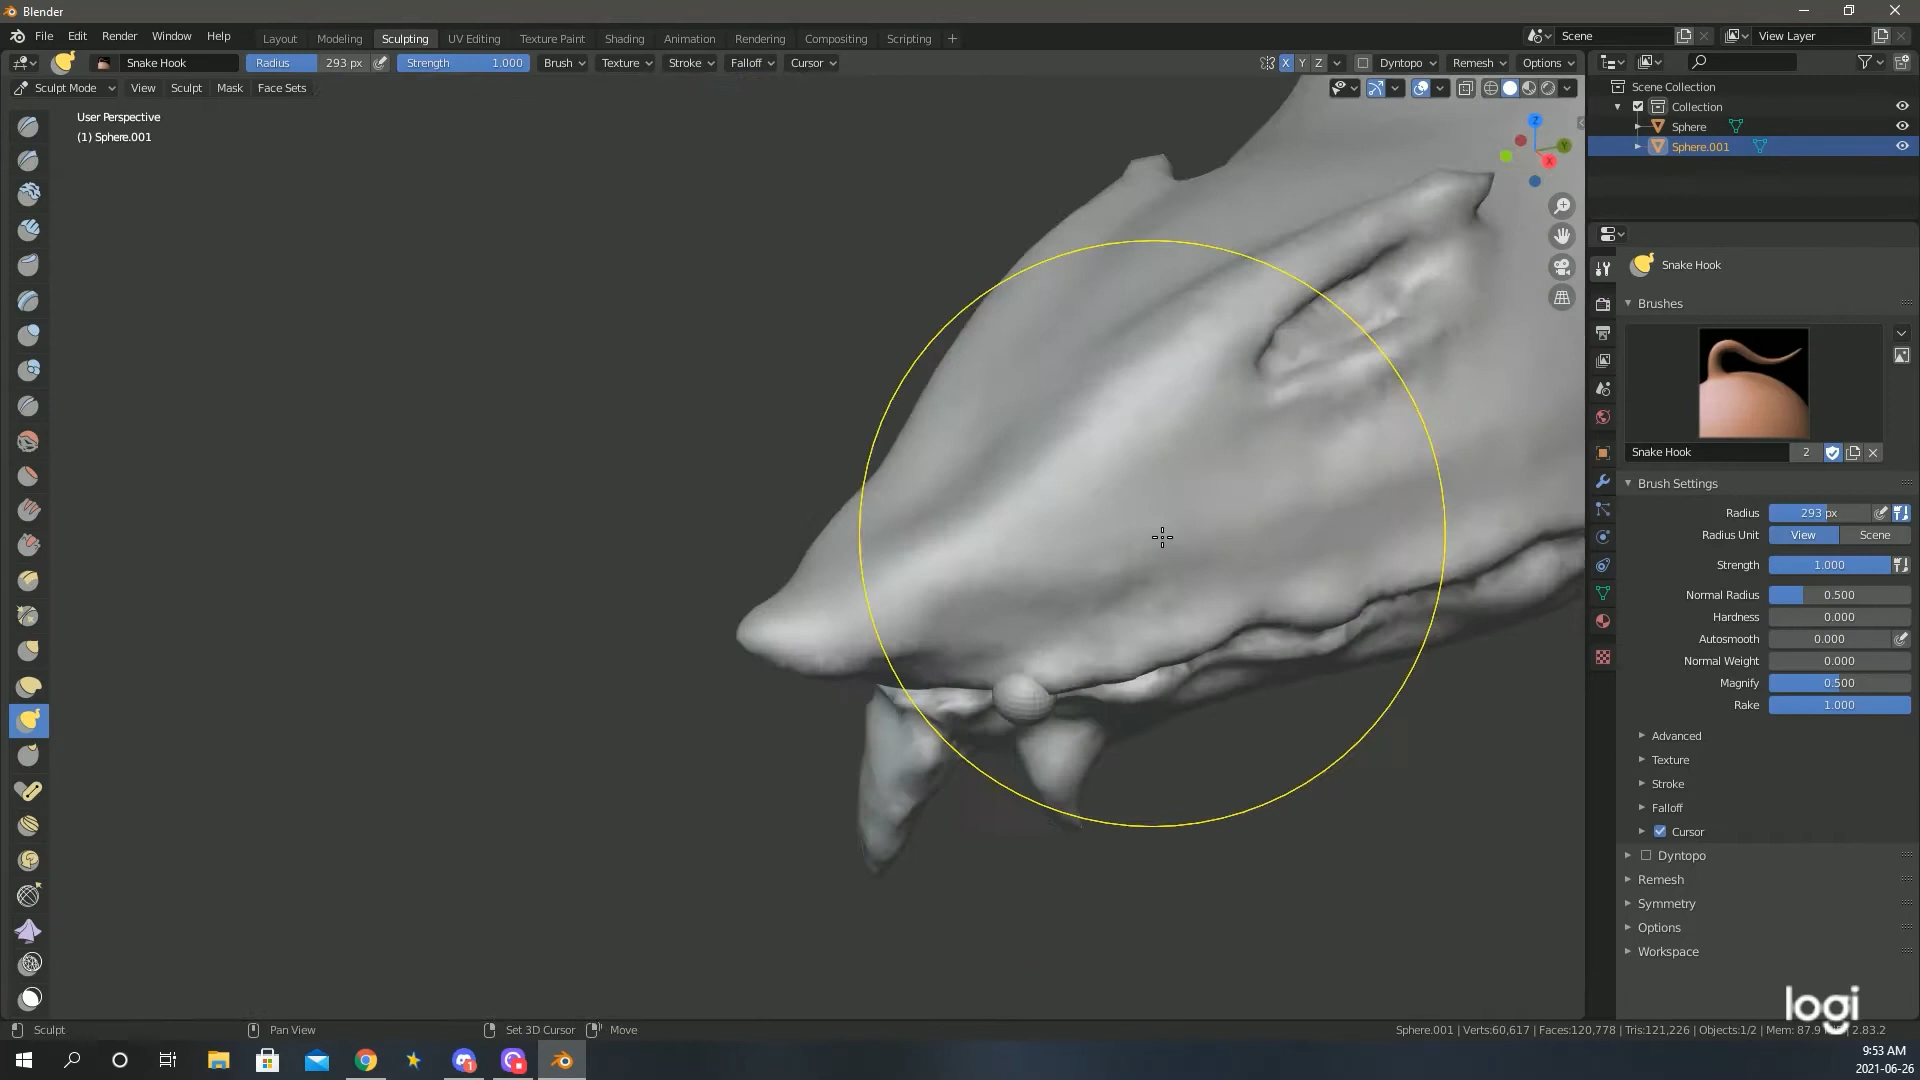 Blender
File Edit Render Window Help
Layout Modeling Sculpting UV Editing Texture Paint Shading Animation Rendering Compositing Scripting +
Scene
View Layer
Snake Hook
Radius 293 px
Strength 1.000
Brush Texture Stroke Falloff Cursor
X Y Z
Dyntopo Remesh Options
Sculpt Mode View Sculpt Mask Face Sets
User Perspective
(1) Sphere.001
Z
Y
X
Scene Collection
Collection
Sphere
Sphere.001
Snake Hook
Brushes
Snake Hook 2
Brush Settings
Radius 293 px
Radius Unit View Scene
Strength 1.000
Normal Radius 0.500
Hardness 0.000
Autosmooth 0.000
Normal Weight 0.000
Magnify 0.500
Rake 1.000
Advanced
Texture
Stroke
Falloff
Cursor
Dyntopo
Remesh
Symmetry
Options
Workspace
logi
Sculpt
Pan View
Set 3D Cursor
Move
Sphere.001 | Verts:60,617 | Faces:120,778 | Tris:121,226 | Objects:1/2 | Mem: 87.9 | 2.83.2
1
9:53 AM
2021-06-26